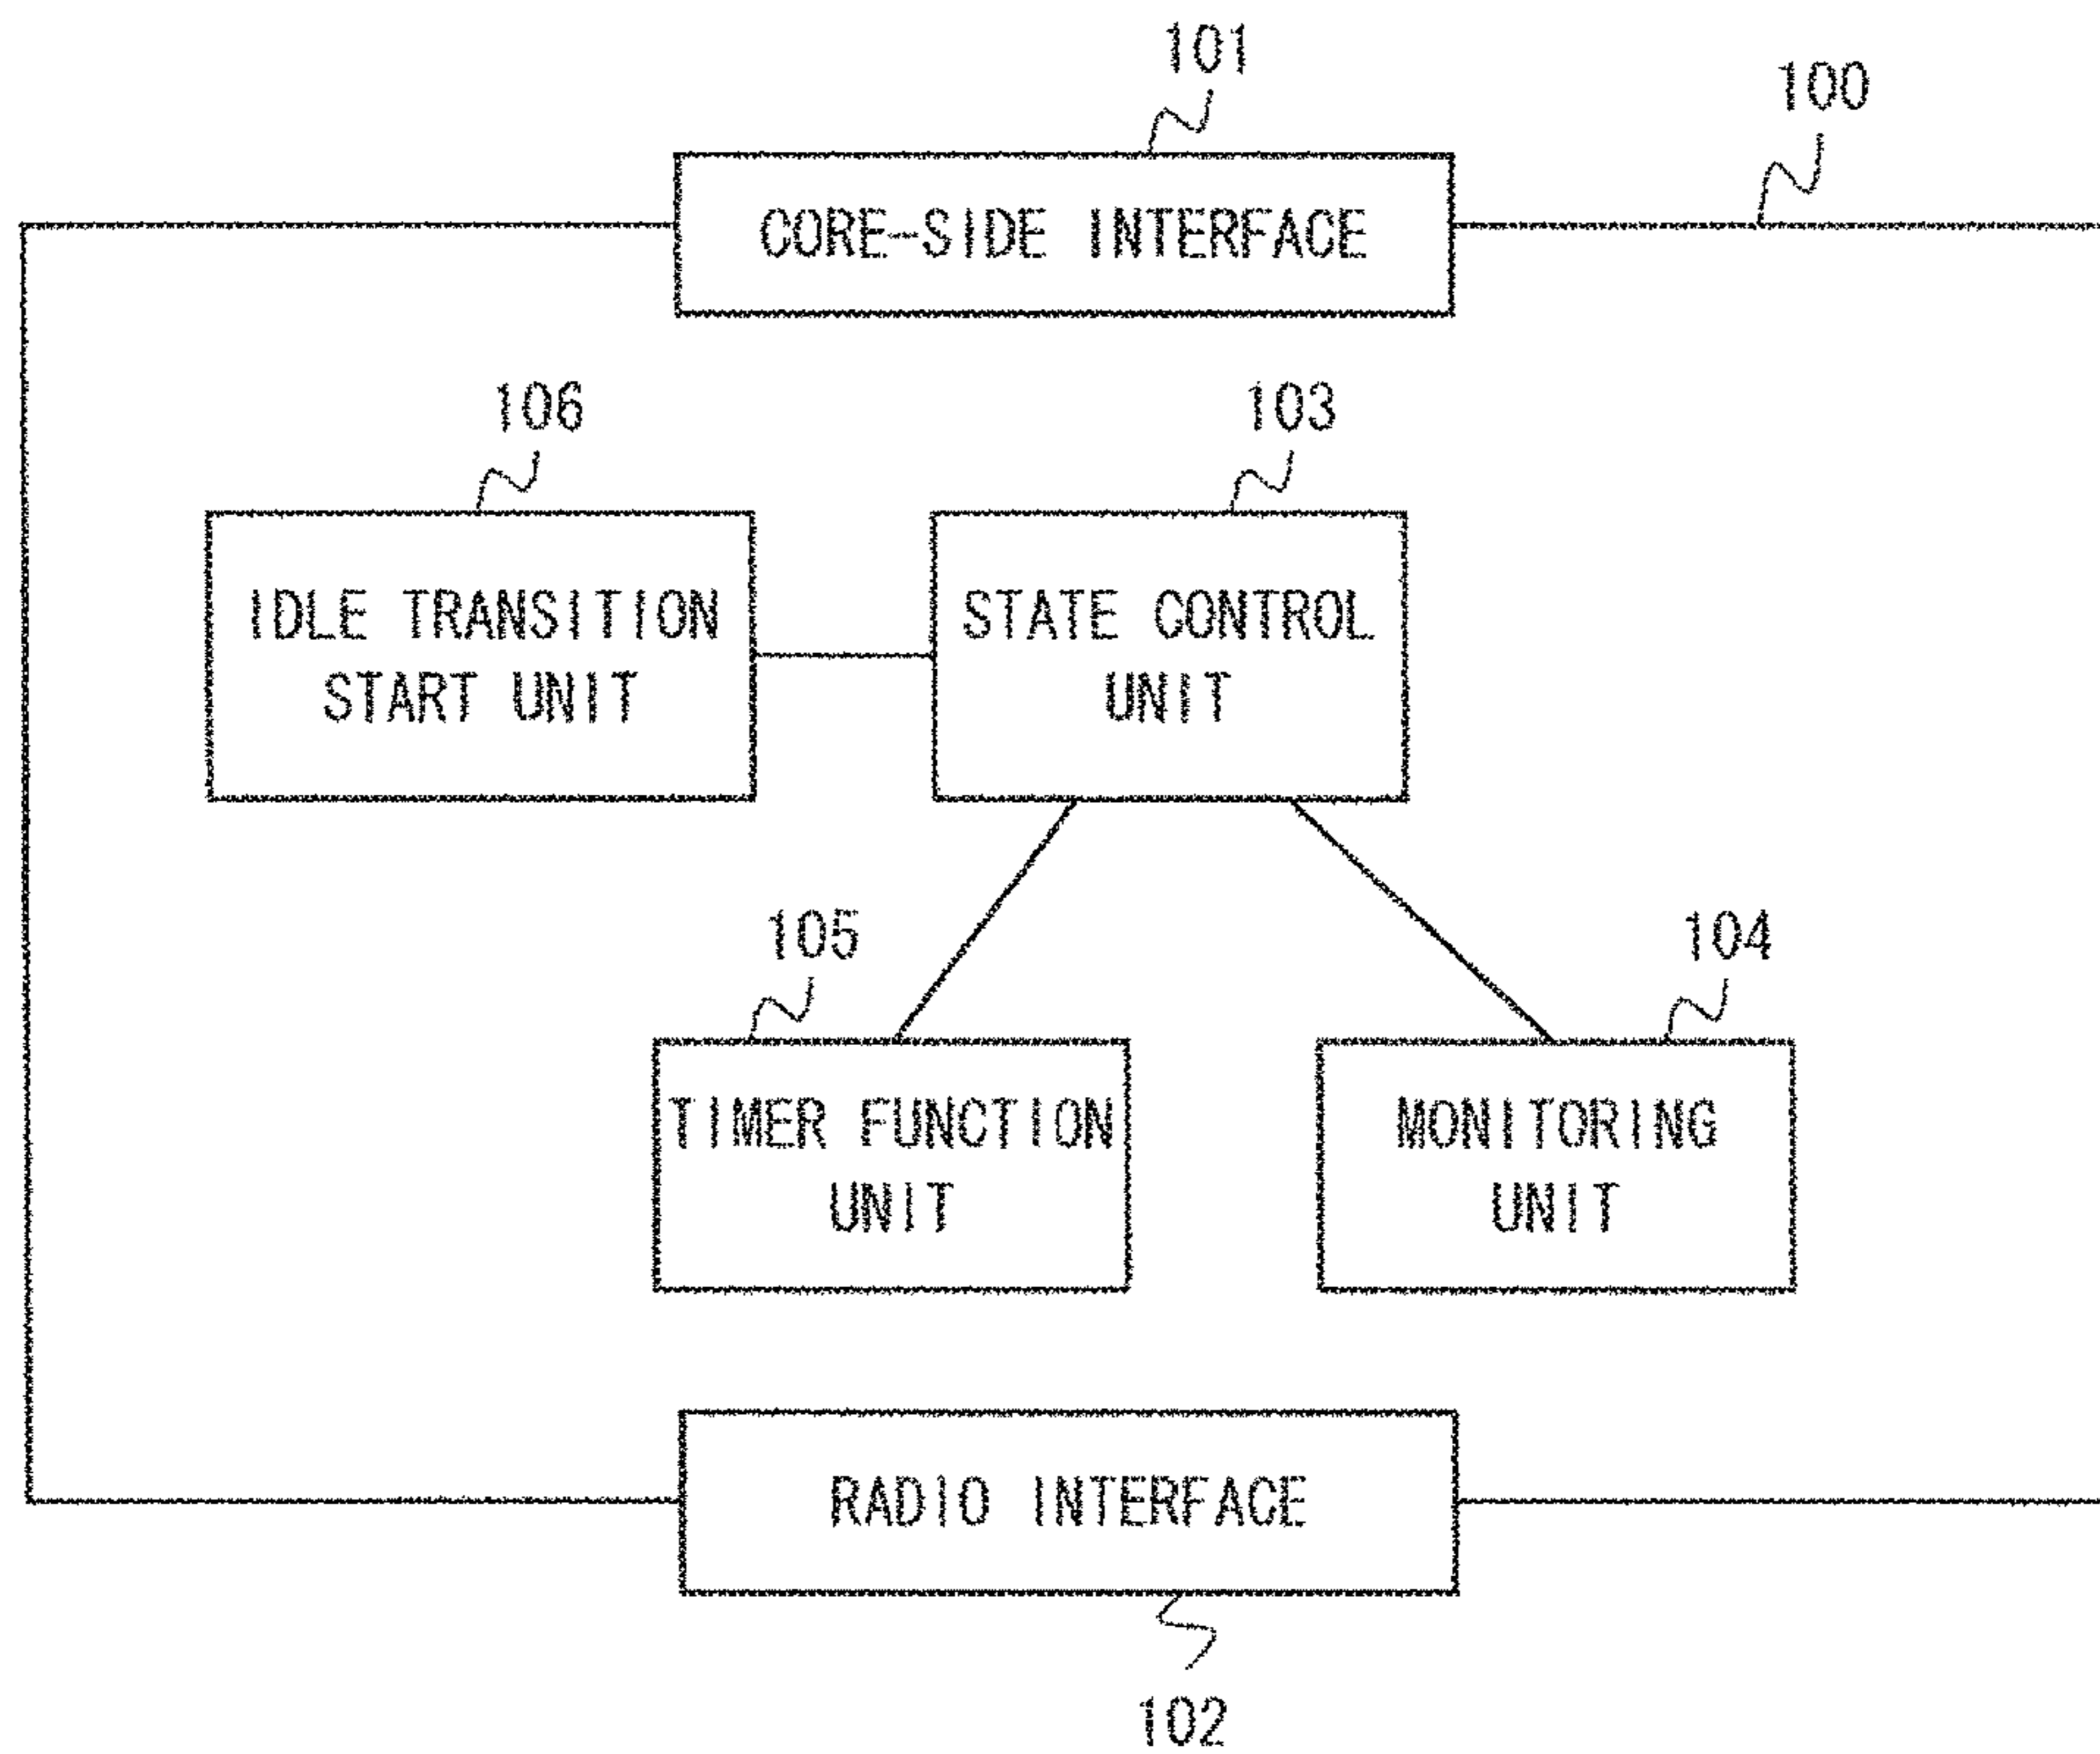 101
100
CORE-SIDE INTERFACE
106
103
IDLE TRANSITION
START UNIT
STATE CONTROL
UNIT
105
104
TIMER FUNCTION
UNIT
MONITORING
UNIT
RADIO INTERFACE
102